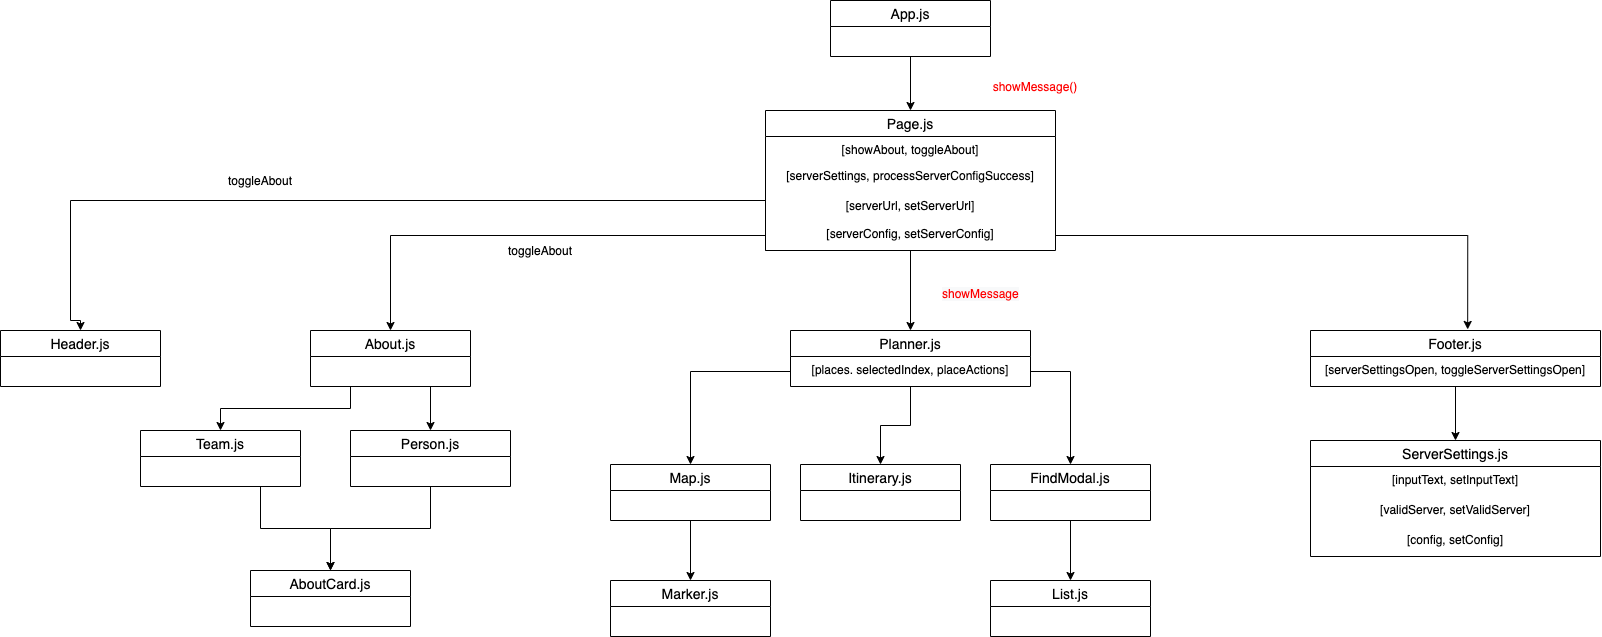 App.js
showMessage()
Page.js
[showAbout, toggleAbout]
[serverSettings, processServerConfigSuccess]
[serverUrl, setServerUrl]
[serverConfig, setServerConfig]
toggleAbout
toggleAbout
showMessage
Header.js
About.js
Planner.js
[places. selectedIndex, placeActions]
Footer.js
[serverSettingsOpen, toggleServerSettingsOpen]
Team.js
Person.js
Map.js
Itinerary.js
FindModal.js
ServerSettings.js
[inputText, setInputText]
[validServer, setValidServer]
[config, setConfig]
AboutCard.js
Marker.js
List.js